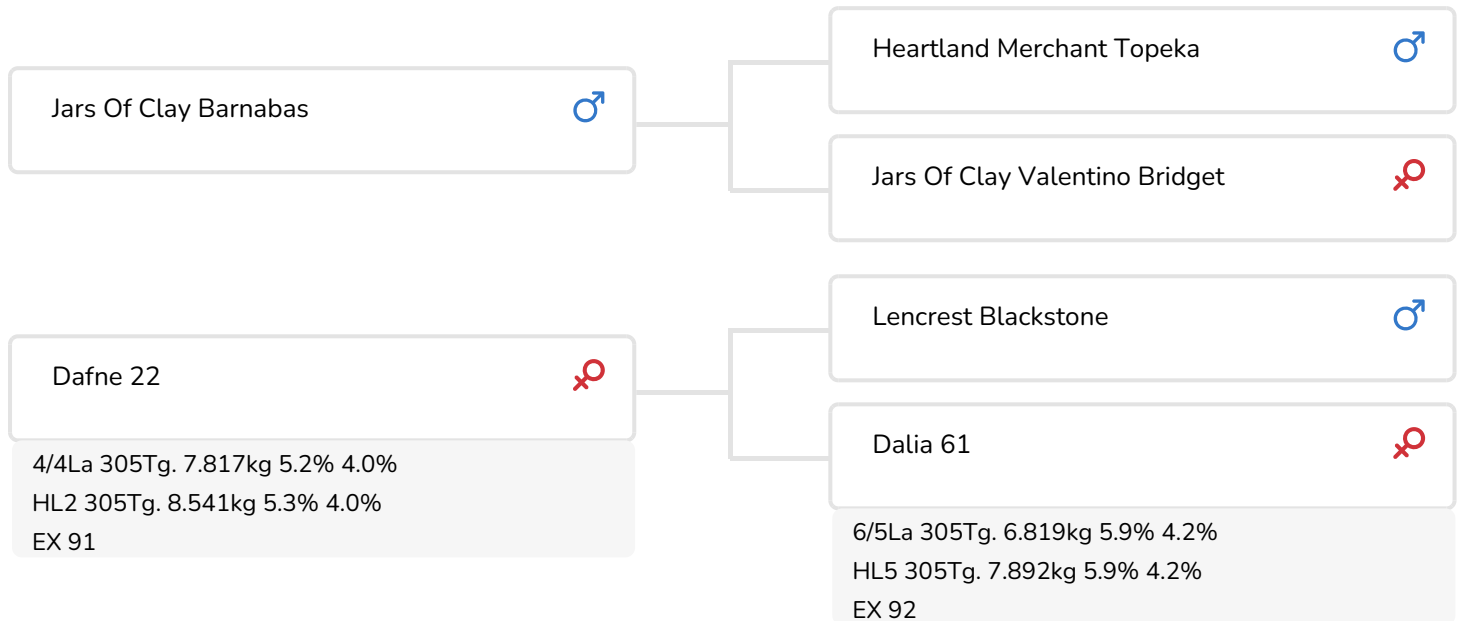 Heartland Merchant Topeka
Jars Of Clay Barnabas
Jars Of Clay Valentino Bridget
Lencrest Blackstone
Dafne 22
4/4La 305Tg. 7.817kg 5.2% 4.0%
HL2 305Tg. 8.541kg 5.3% 4.0%
EX 91
Dalia 61
6/5La 305Tg. 6.819kg 5.9% 4.2%
HL5 305Tg. 7.892kg 5.9% 4.2%
EX 92